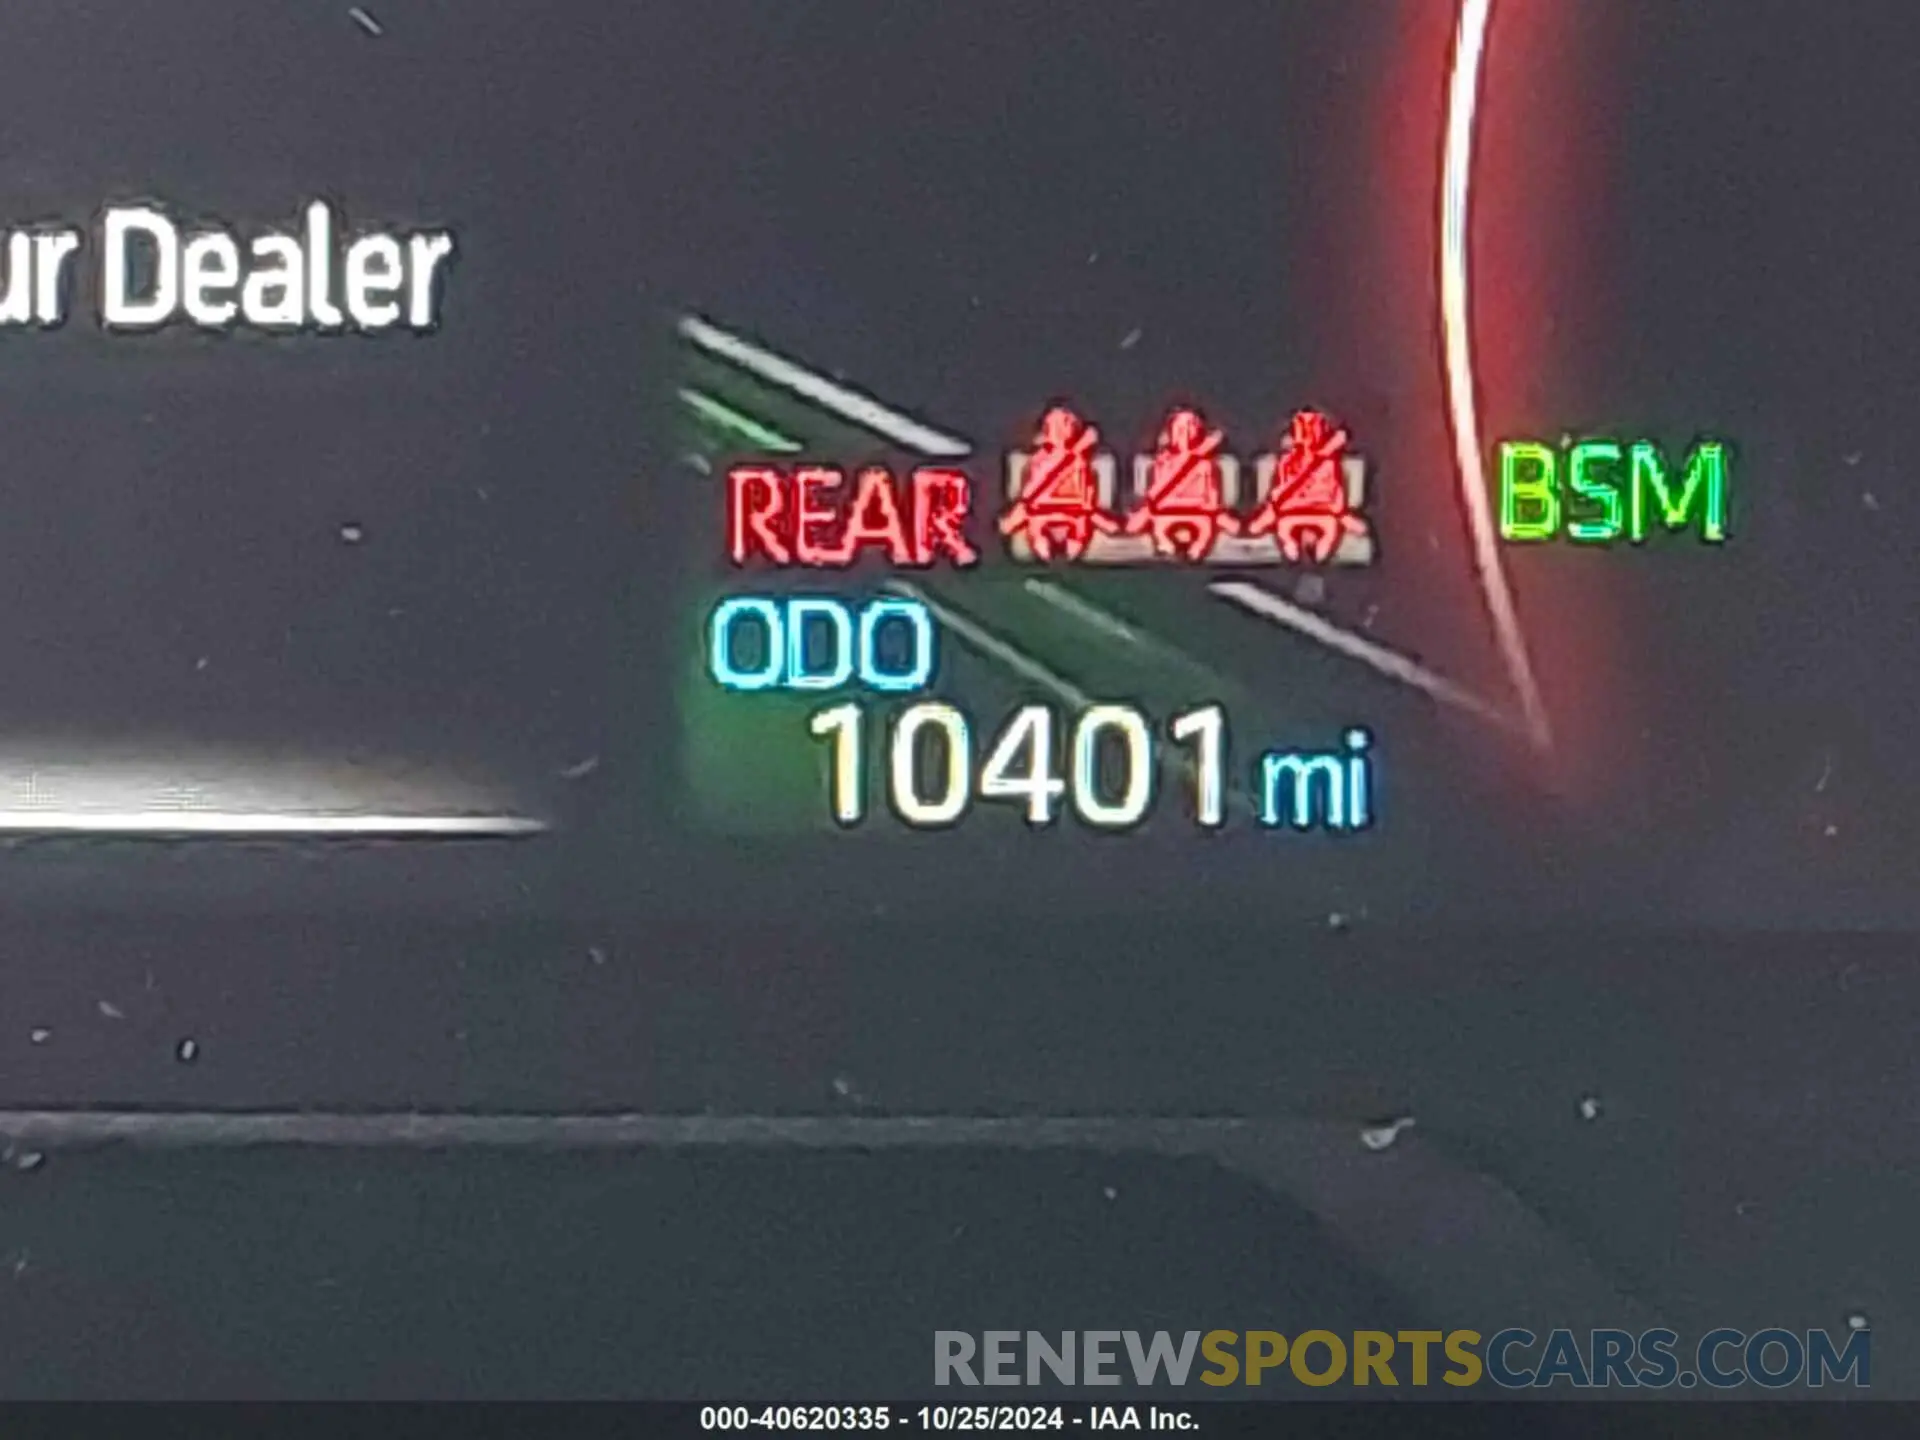 ur Dealer
REAR
BSM
ODO
10401 mi
RENEWSPORTSCARS.COM
000-40620335 - 10/25/2024 - IAA Inc.